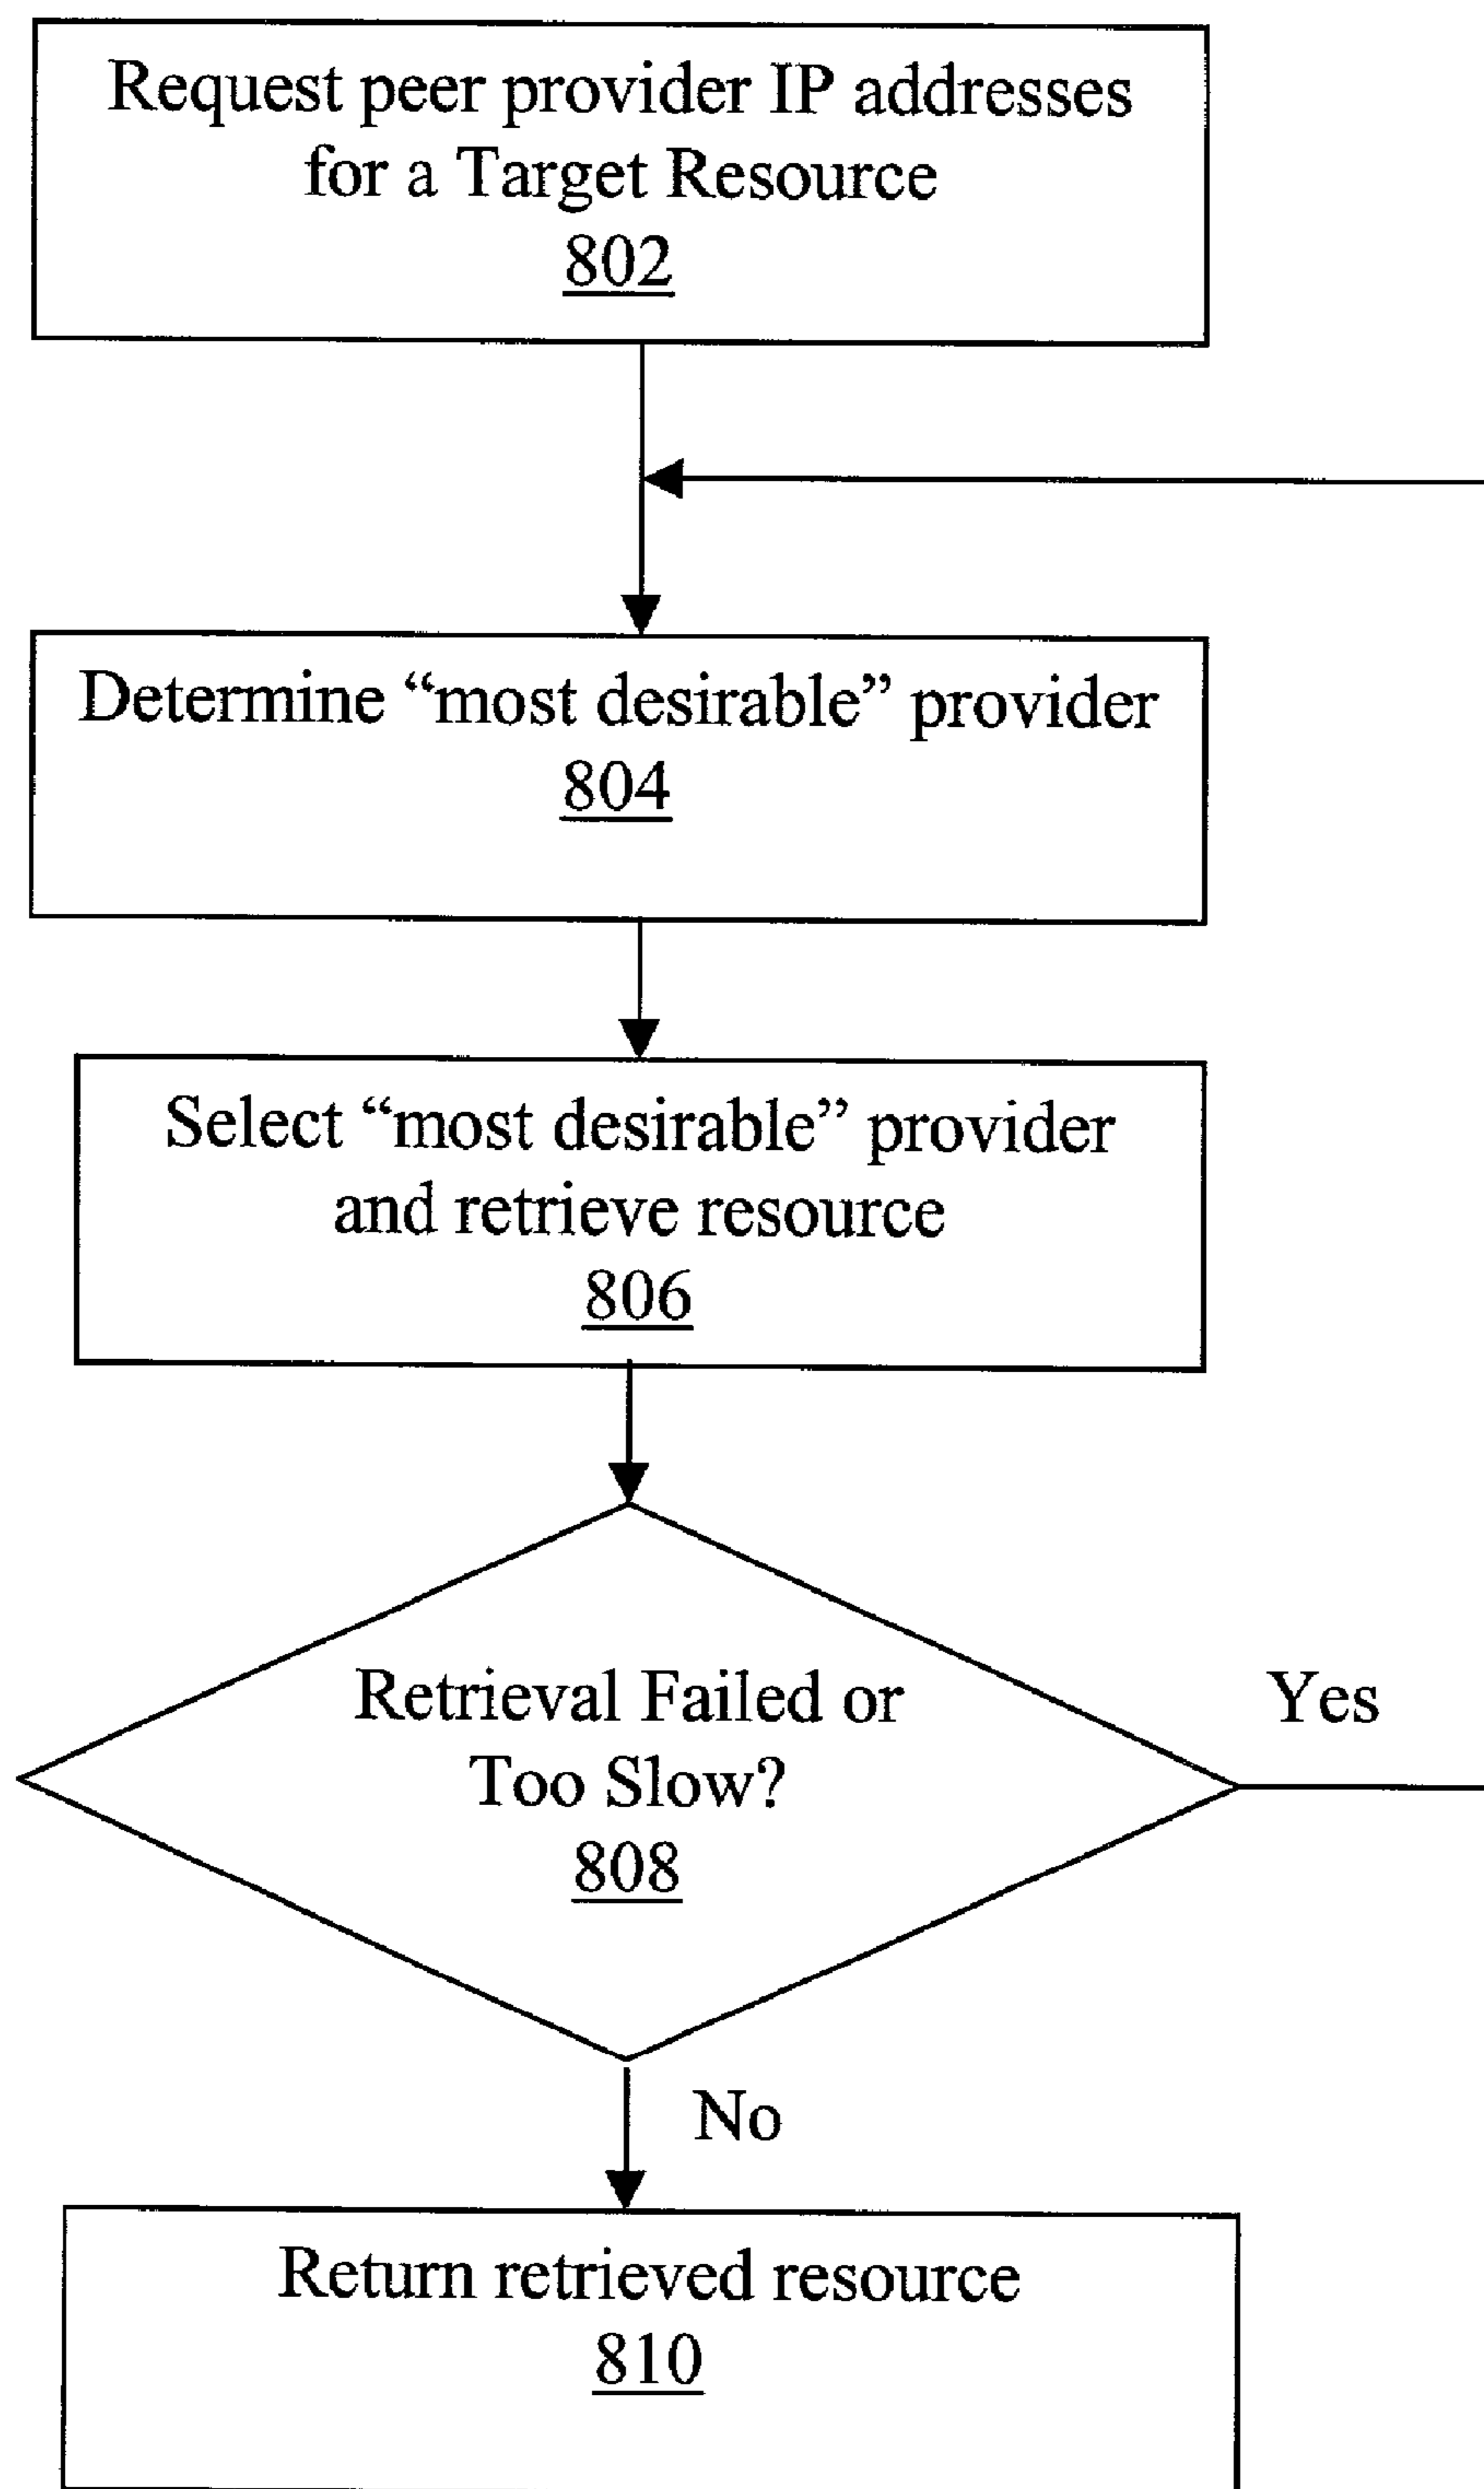 Request peer provider IP addresses
for a Target Resource
802
Determine “most desirable” provider
804
Select “most desirable” provider
and retrieve resource
806
Retrieval Failed or
Too Slow?
808
Yes
No
Return retrieved resource
810